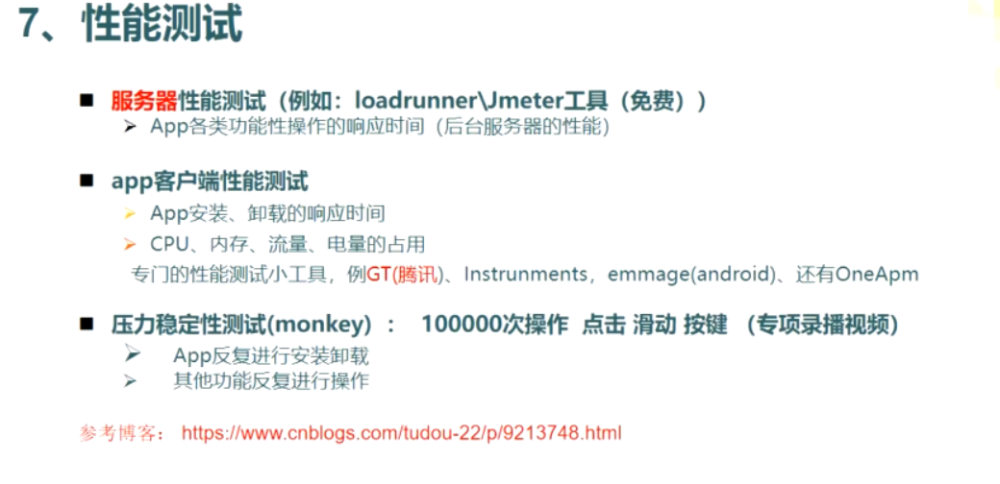 7、性能测试
服务器性能测试（例如：loadrunner\Jmeter工具（免费））
App各类功能性操作的响应时间（后台服务器的性能）
app客户端性能测试
App安装、卸载的响应时间
CPU、内存、流量、电量的占用
专门的性能测试小工具，例GT(腾讯)、Instrunments，emmage(android)、还有OneApm
压力稳定性测试(monkey) ： 100000次操作 点击 滑动 按键 （专项录播视频）
App反复进行安装卸载
其他功能反复进行操作
参考博客： https://www.cnblogs.com/tudou-22/p/9213748.html